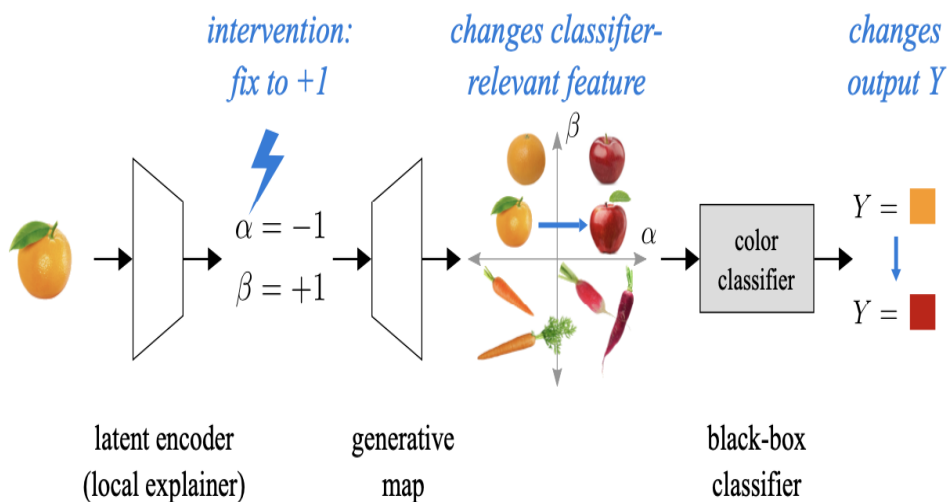 intervention:
fix to +1
changes classifier-
relevant feature
changes
output Y
α = −1
β = +1
β
α
color
classifier
Y =
Y =
latent encoder
(local explainer)
generative
map
black-box
classifier